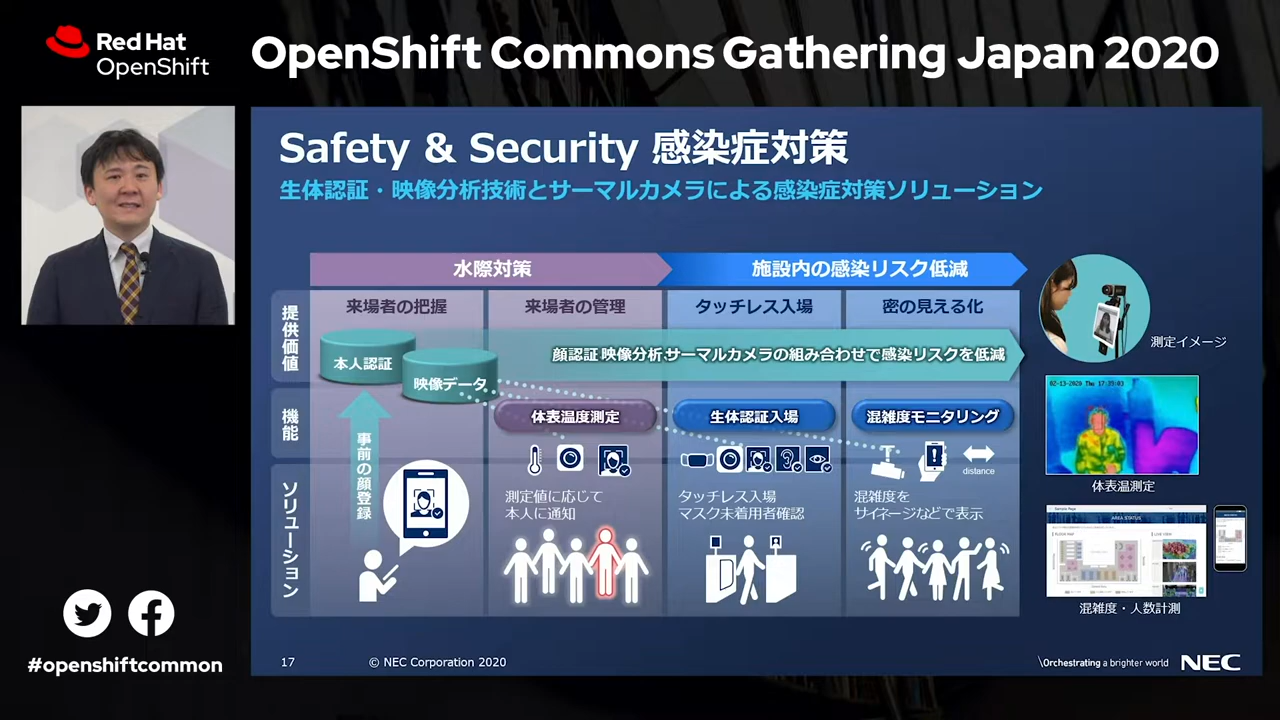 Red Hat
OpenShift
OpenShift Commons Gathering Japan 2020
Safety & Security 感染症対策
生体認証・映像分析技術とサーマルカメラによる感染症対策ソリューション
水際対策
施設内の感染リスク低減
提供価値
来場者の把握
来場者の管理
タッチレス入場
密の見える化
本人認証
映像データ
顔認証 映像分析 サーマルカメラの組み合わせで感染リスクを低減
機能
体表温度測定
生体認証入場
混雑度モニタリング
distance
事前の顔登録
ソリューション
測定値に応じて
本人に通知
タッチレス入場
マスク未着用者確認
混雑度を
サイネージなどで表示
測定イメージ
02-13-2020 Thu 17:39:03
体表温測定
AREA STATUS
混雑度・人数計測
#openshiftcommon
17
© NEC Corporation 2020
\Orchestrating a brighter world
NEC